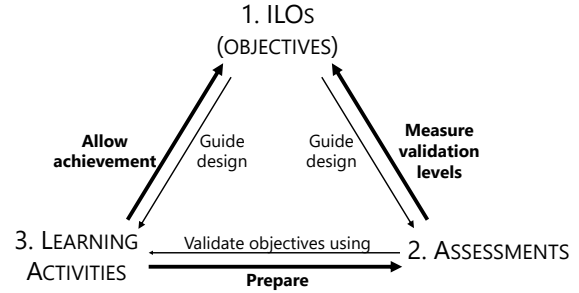 1. ILOs
(OBJECTIVES)
Allow
achievement
Guide
design
Guide
design
Measure
validation
levels
3. LEARNING
ACTIVITIES
Validate objectives using
2. ASSESSMENTS
Prepare